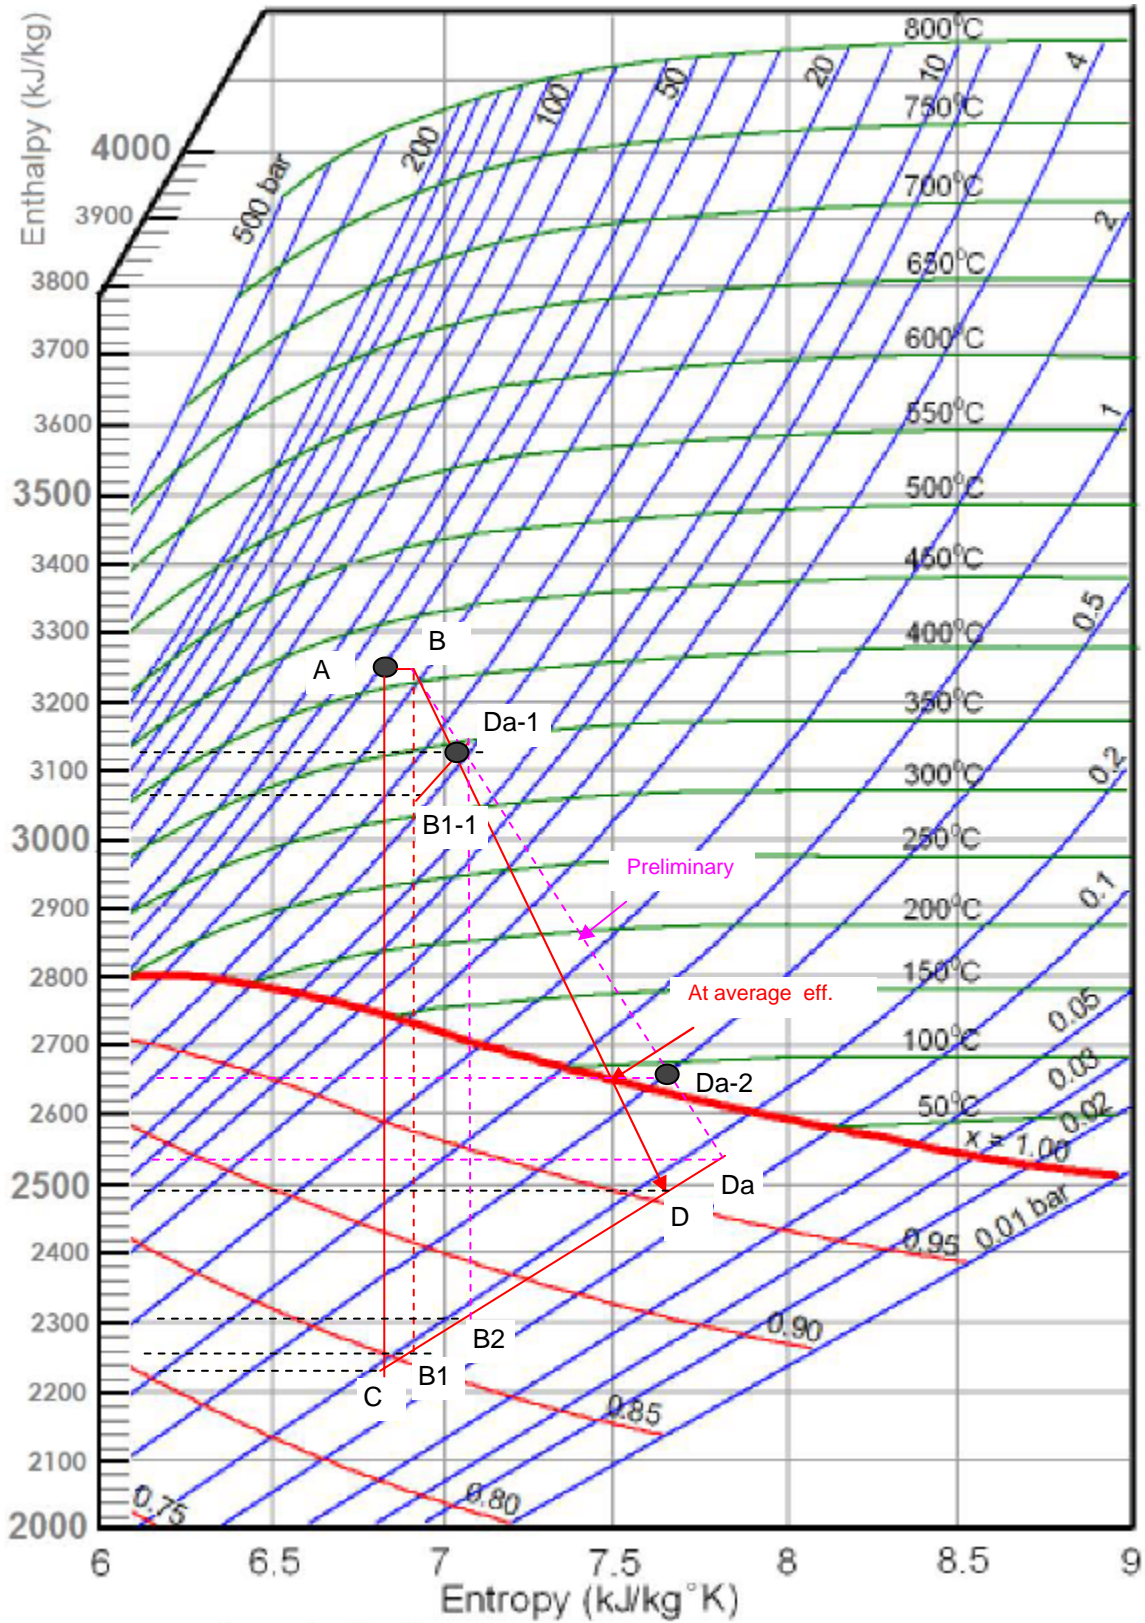 Enthalpy (kJ/kg)
4000
3900
3800
3700
3600
3500
3400
3300
3200
3100
3000
2900
2800
2700
2600
2500
2400
2300
2200
2100
2000
500 bar
200
100
50
20
10
4
2
1
0.5
0.2
0.1
0.05
0.03
0.02
0.01 bar
800°C
750°C
700°C
650°C
600°C
550°C
500°C
450°C
400°C
350°C
300°C
250°C
200°C
150°C
100°C
50°C
x = 1.00
0.95
0.90
0.85
0.80
0.75
A
B
Da-1
B1-1
Preliminary
At average eff.
Da-2
Da
D
B2
B1
C
6
6.5
7
7.5
8
8.5
9
Entropy (kJ/kg°K)